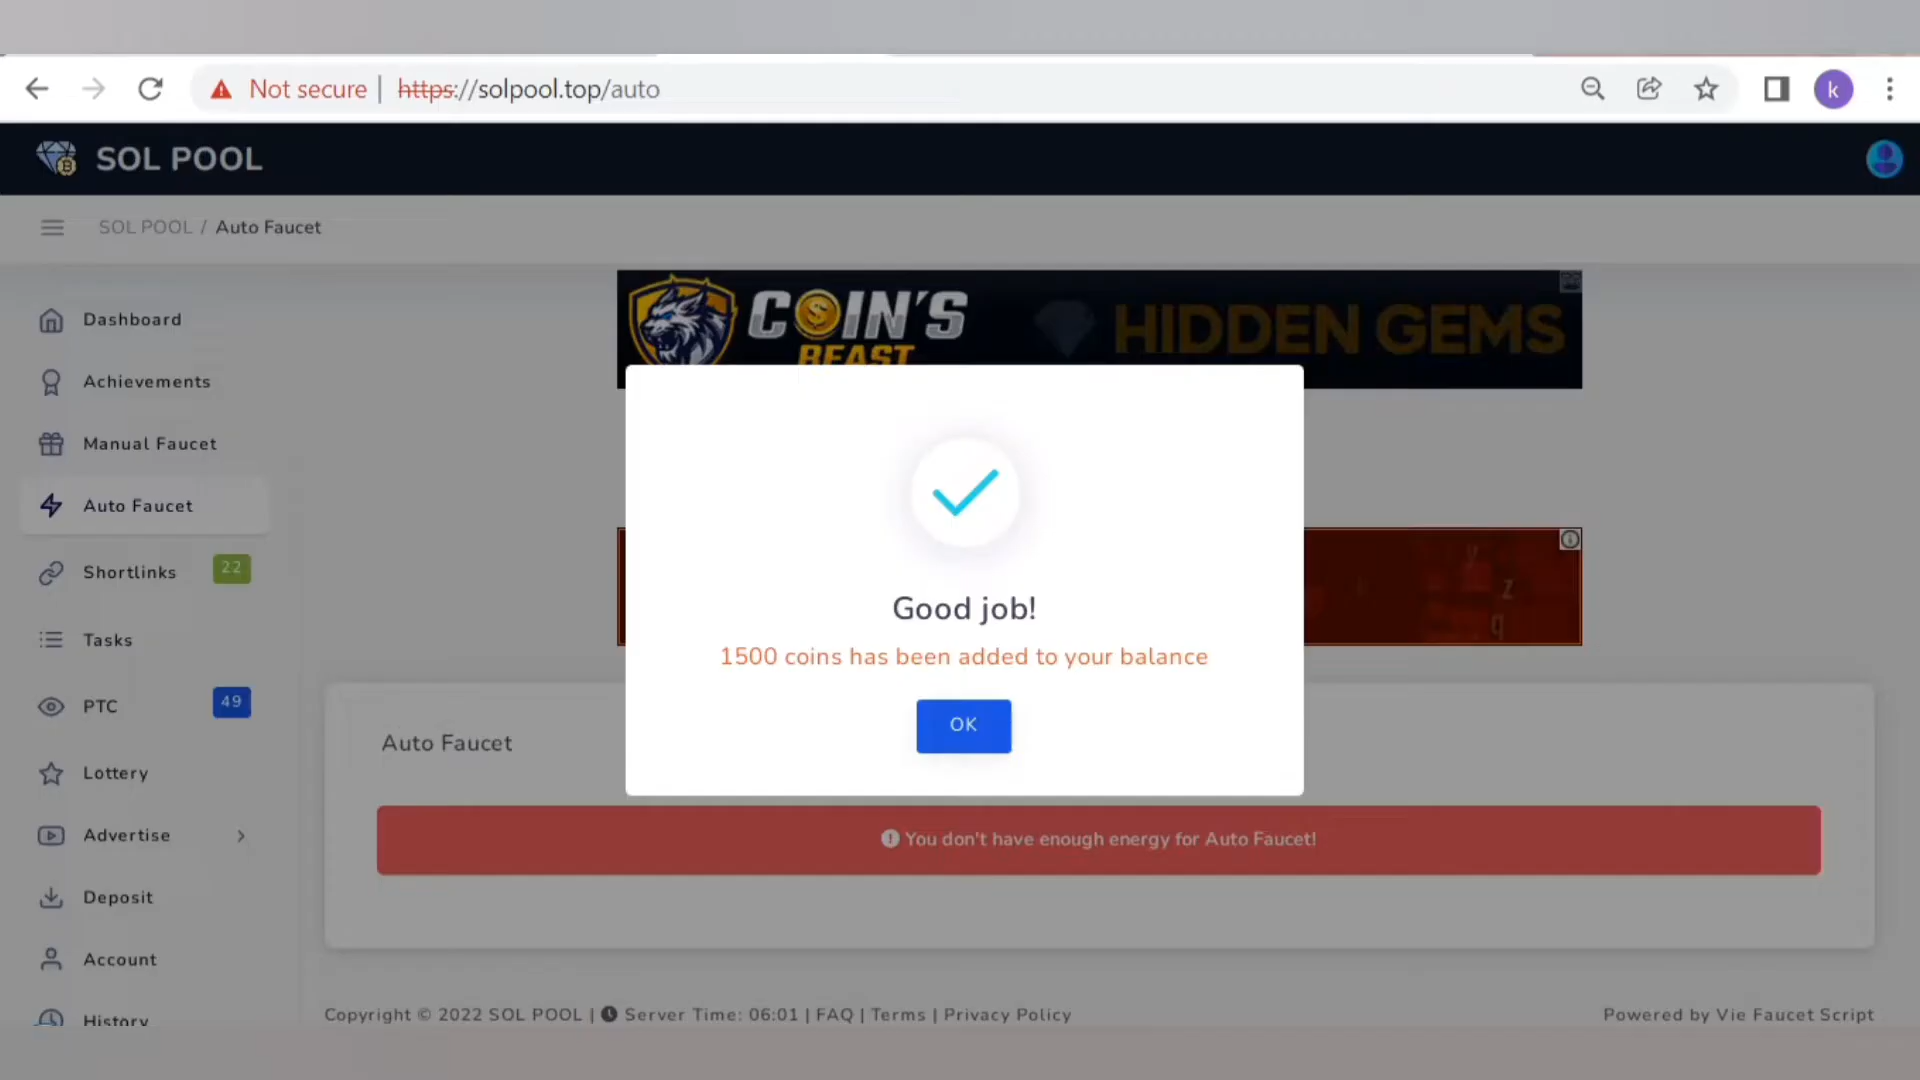 Not secure | https://solpool.top/auto
k
SOL POOL
SOL POOL / Auto Faucet
COIN'S
BEAST
HIDDEN GEMS
Dashboard
Achievements
Manual Faucet
Auto Faucet
Shortlinks 22
Tasks
PTC 49
Lottery
Advertise
Deposit
Account
History
y
z
q
Good job!
1500 coins has been added to your balance
OK
Auto Faucet
You don't have enough energy for Auto Faucet!
Copyright © 2022 SOL POOL | Server Time: 06:01 | FAQ | Terms | Privacy Policy
Powered by Vie Faucet Script